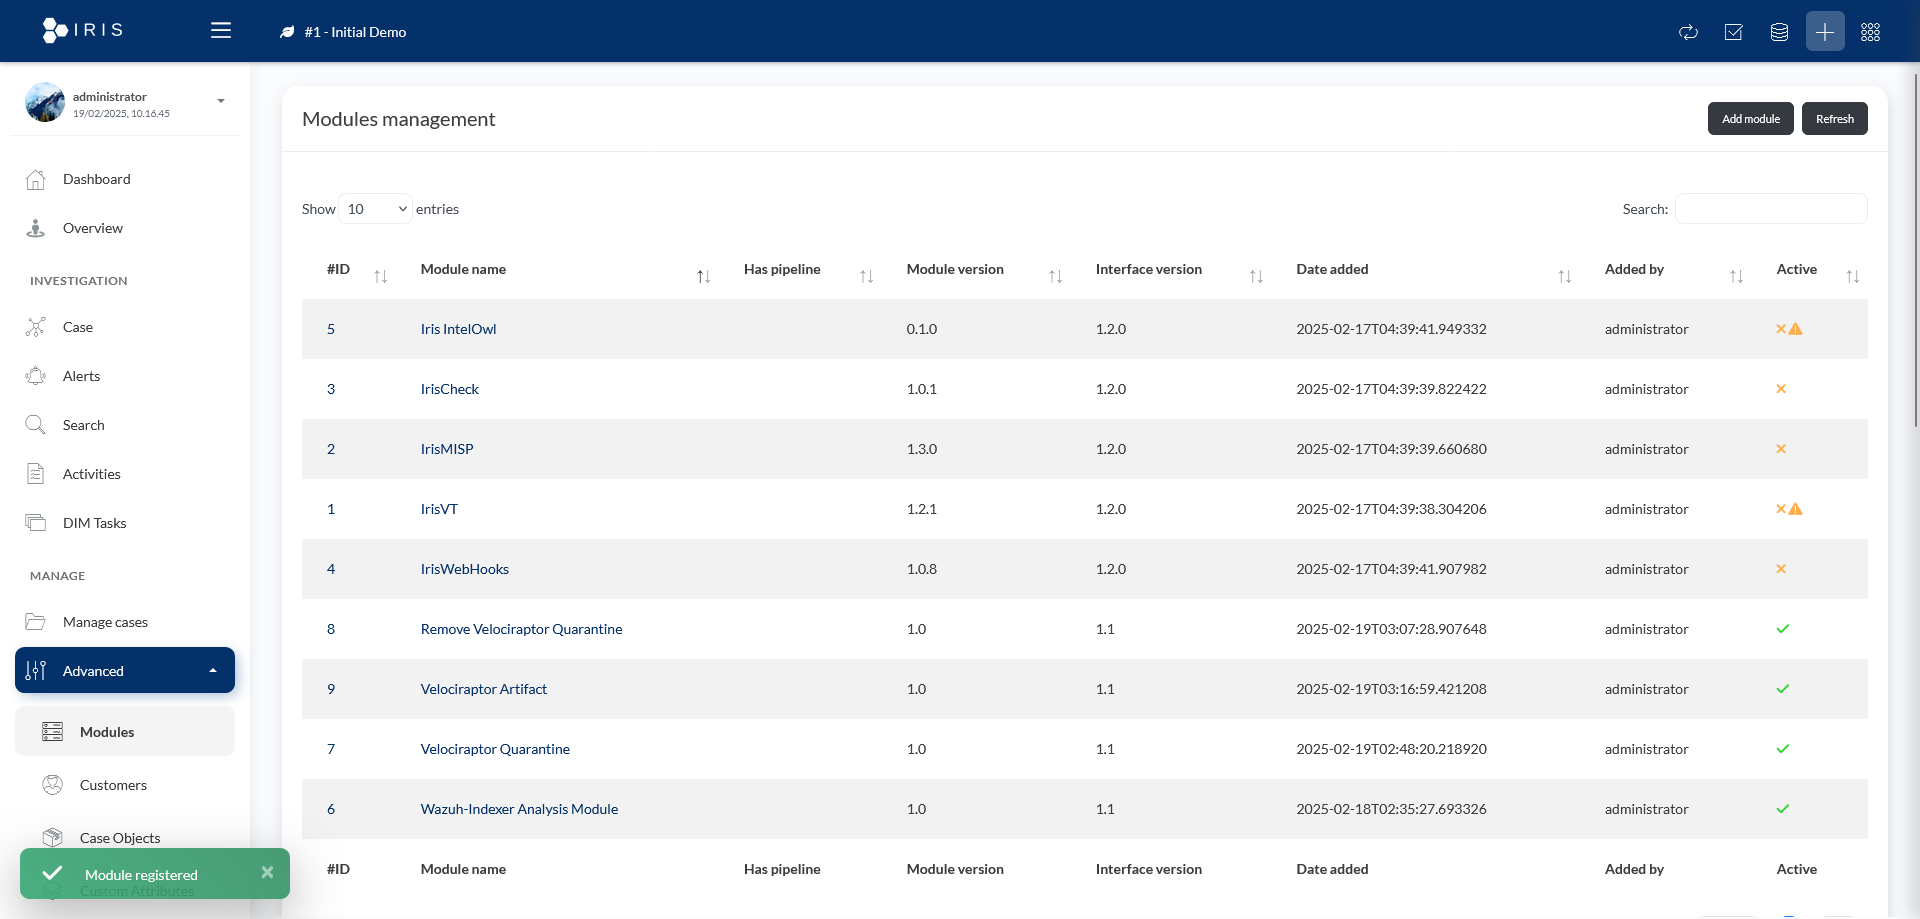 IRIS
#1 - Initial Demo
administrator
19/02/2025, 10.16.45
Dashboard
Overview
INVESTIGATION
Case
Alerts
Search
Activities
DIM Tasks
MANAGE
Manage cases
Advanced
Modules
Customers
Case Objects
Custom Attributes
Module registered
Modules management
Add module Refresh
Show 10 entries Search:
#ID Module name Has pipeline Module version Interface version Date added Added by Active
5 Iris IntelOwl 0.1.0 1.2.0 2025-02-17T04:39:41.949332 administrator
3 IrisCheck 1.0.1 1.2.0 2025-02-17T04:39:39.822422 administrator
2 IrisMISP 1.3.0 1.2.0 2025-02-17T04:39:39.660680 administrator
1 IrisVT 1.2.1 1.2.0 2025-02-17T04:39:38.304206 administrator
4 IrisWebHooks 1.0.8 1.2.0 2025-02-17T04:39:41.907982 administrator
8 Remove Velociraptor Quarantine 1.0 1.1 2025-02-19T03:07:28.907648 administrator
9 Velociraptor Artifact 1.0 1.1 2025-02-19T03:16:59.421208 administrator
7 Velociraptor Quarantine 1.0 1.1 2025-02-19T02:48:20.218920 administrator
6 Wazuh-Indexer Analysis Module 1.0 1.1 2025-02-18T02:35:27.693326 administrator
#ID Module name Has pipeline Module version Interface version Date added Added by Active